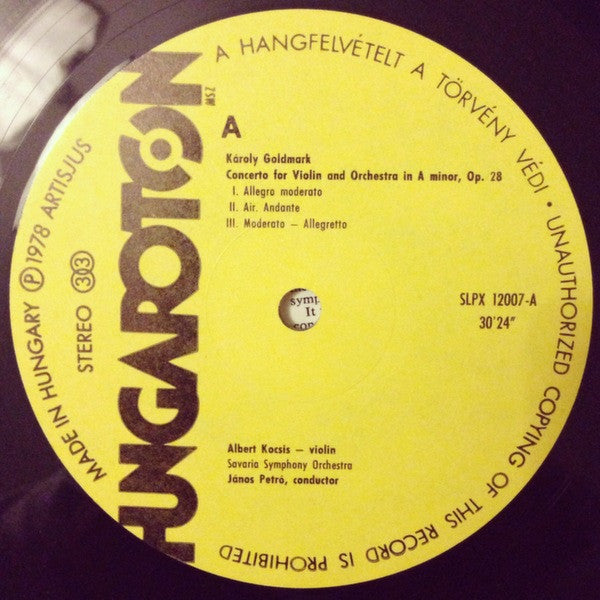 A HANGFELVÉTELT A TÖRVÉNY VÉDI • UNAUTHORIZED COPYING OF THIS RECORD IS PROHIBITED
MADE IN HUNGARY Ⓟ 1978 ARTISJUS
STEREO 33
HUNGAROTON
MSZ
A
Károly Goldmark
Concerto for Violin and Orchestra in A minor, Op. 28
I. Allegro moderato
II. Air. Andante
III. Moderato – Allegretto
SLPX 12007-A
30'24"
It
Albert Kocsis – violin
Savaria Symphony Orchestra
János Petró, conductor